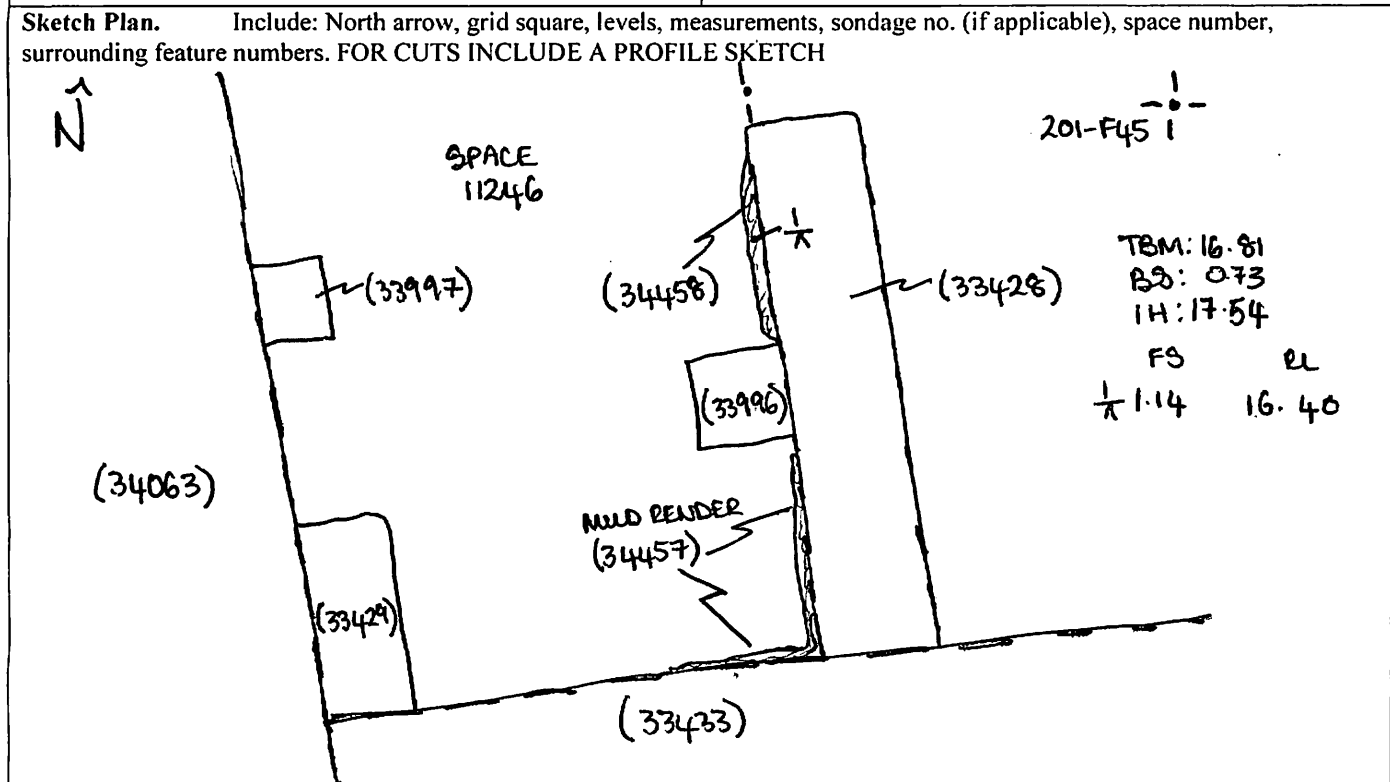 Sketch Plan. Include: North arrow, grid square, levels, measurements, sondage no. (if applicable), space number,
surrounding feature numbers. FOR CUTS INCLUDE A PROFILE SKETCH
N
201-F45
SPACE
11246
TBM: 16.81
BS: 0.73
IH: 17.54
FS RL
1 1.14 16.40
(33997)
(34458)
1
(33428)
(33996)
(34063)
MUD RENDER
(34457)
(33429)
(33433)